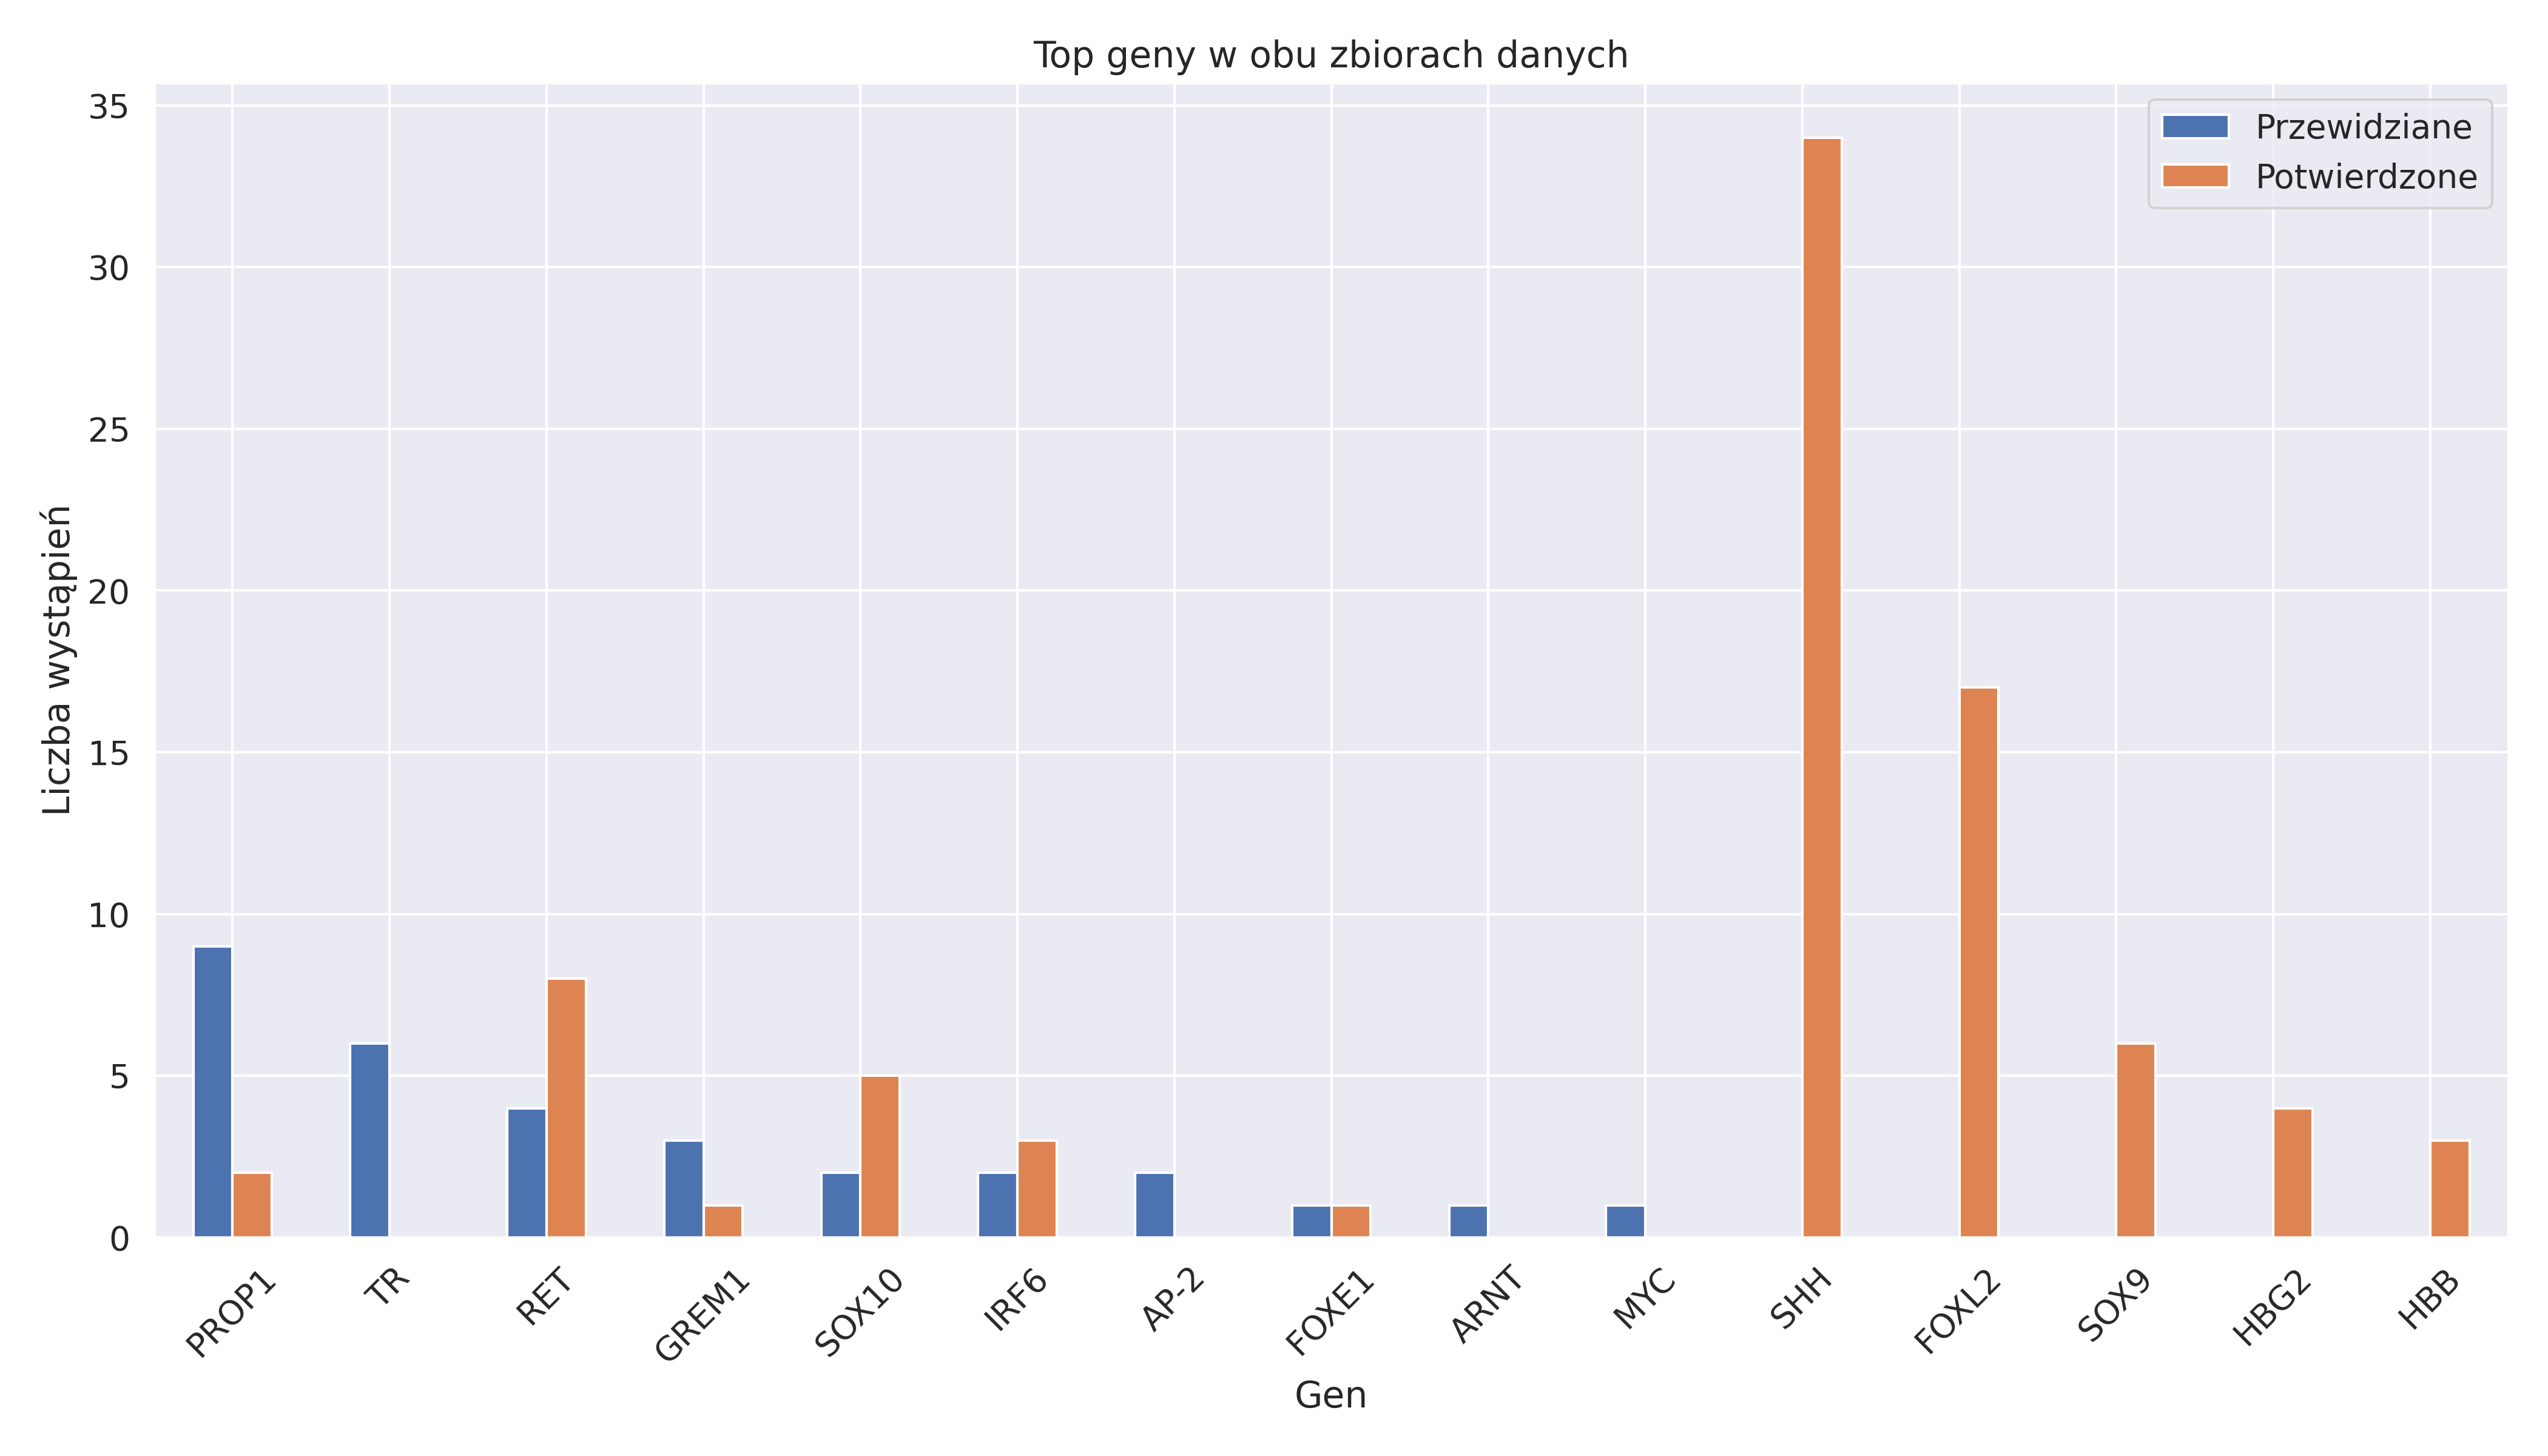 Top geny w obu zbiorach danych
Przewidziane
Potwierdzone
35
30
25
20
15
10
5
0
Liczba wystąpień
PROP1
TR
RET
GREM1
SOX10
IRF6
AP-2
FOXE1
ARNT
MYC
SHH
FOXL2
SOX9
HBG2
HBB
Gen